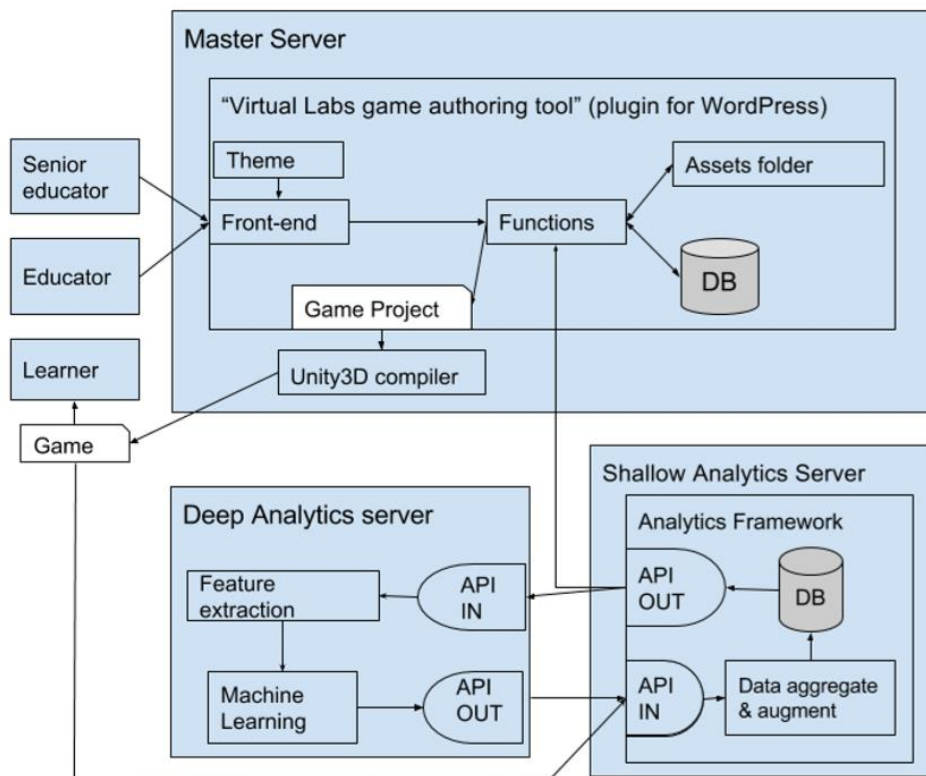 Master Server
“Virtual Labs game authoring tool” (plugin for WordPress)
Senior
educator
Theme
Assets folder
Front-end
Functions
Educator
DB
Game Project
Learner
Unity3D compiler
Game
Shallow Analytics Server
Deep Analytics server
Analytics Framework
Feature
extraction
API
IN
API
OUT
DB
Machine
Learning
API
OUT
API
IN
Data aggregate
& augment